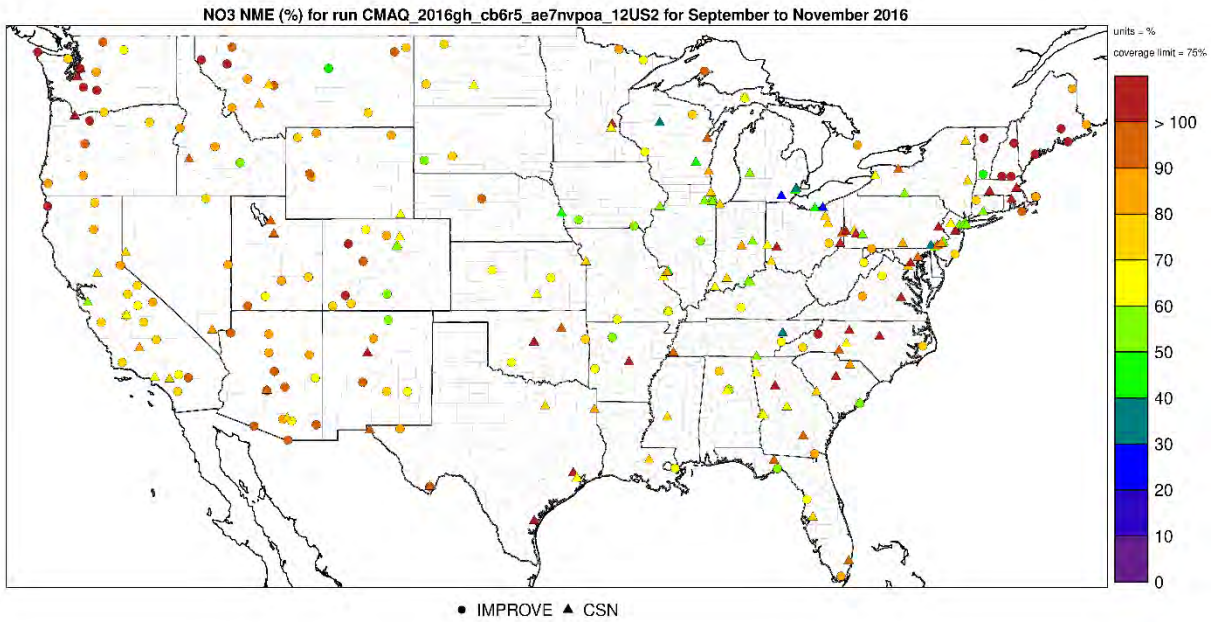 NO3 NME (%) for run CMAQ_2016gh_cb6r5_ae7nvpoa_12US2 for September to November 2016
units = %
coverage limit = 75%
> 100
90
80
70
60
50
40
30
20
10
0
● IMPROVE ▲ CSN